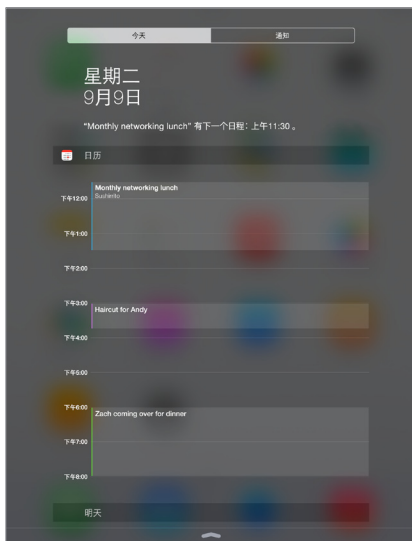 今天
通知
星期二
9月9日
“Monthly networking lunch” 有下一个日程：上午11:30 。
日历
下午12:00
Monthly networking lunch
Bushirrito
下午1:00
下午2:00
下午3:00
Haircut for Andy
下午4:00
下午5:00
下午6:00
Zach coming over for dinner
下午7:00
下午8:00
明天